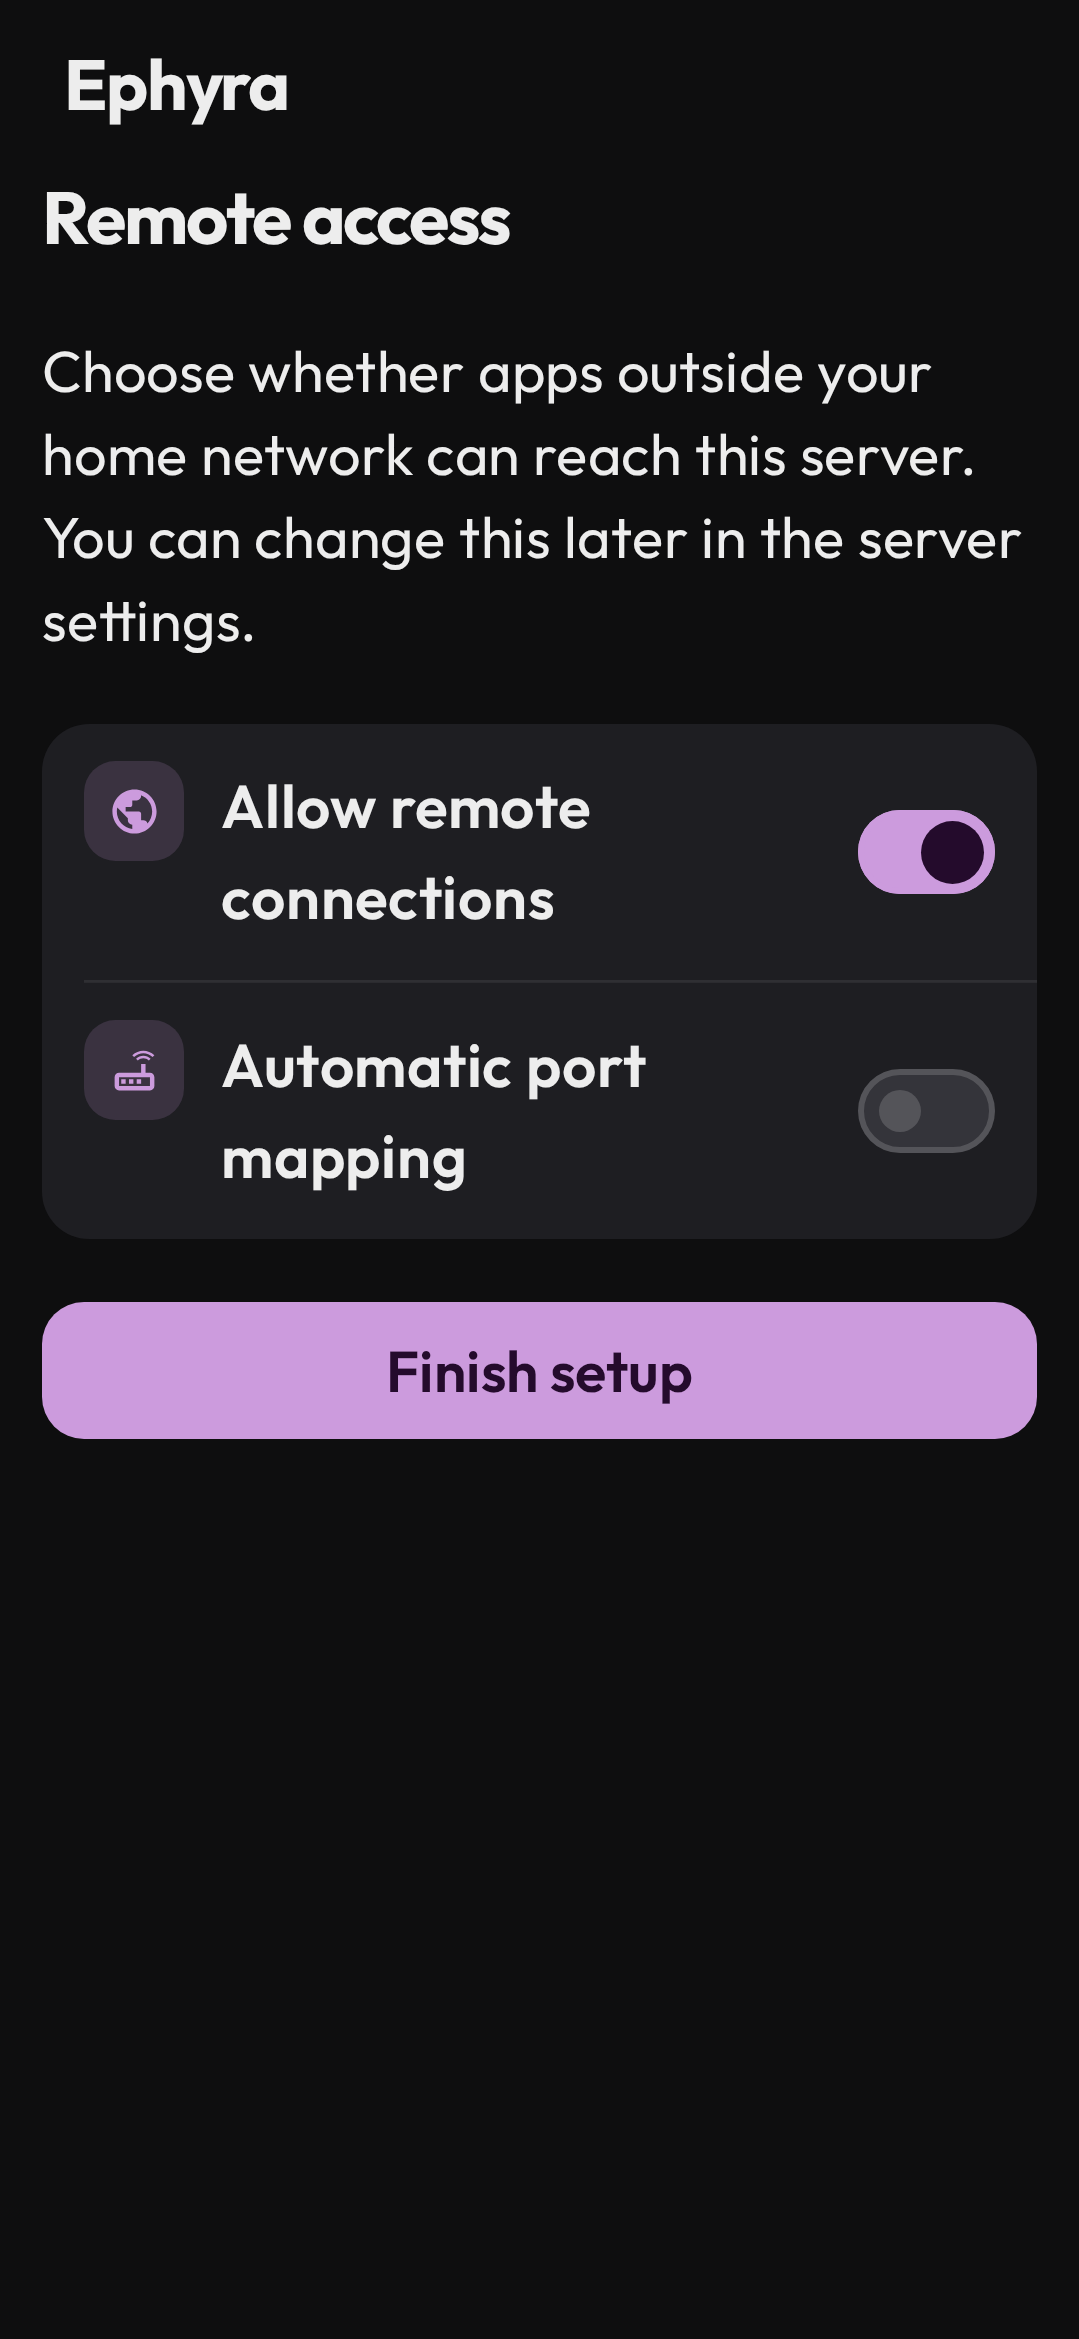 Ephyra
Remote access
Choose whether apps outside your
home network can reach this server.
You can change this later in the server
settings.
Allow remote
connections
Automatic port
mapping
Finish setup